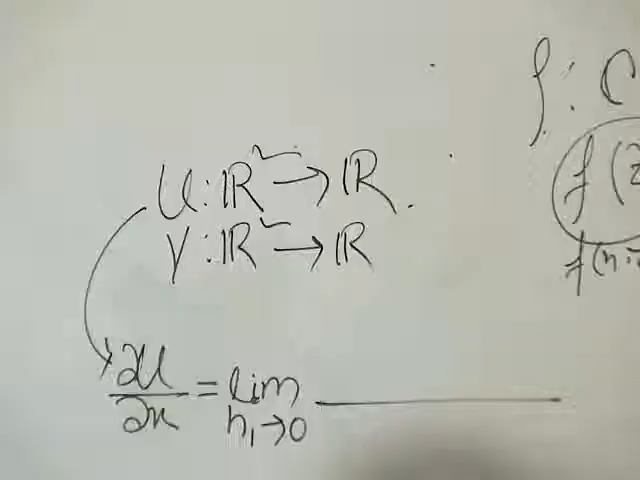 f: C
U: ℝ² → ℝ.
f(z
V: ℝ² → ℝ
∂u/∂x = lim h₁→0